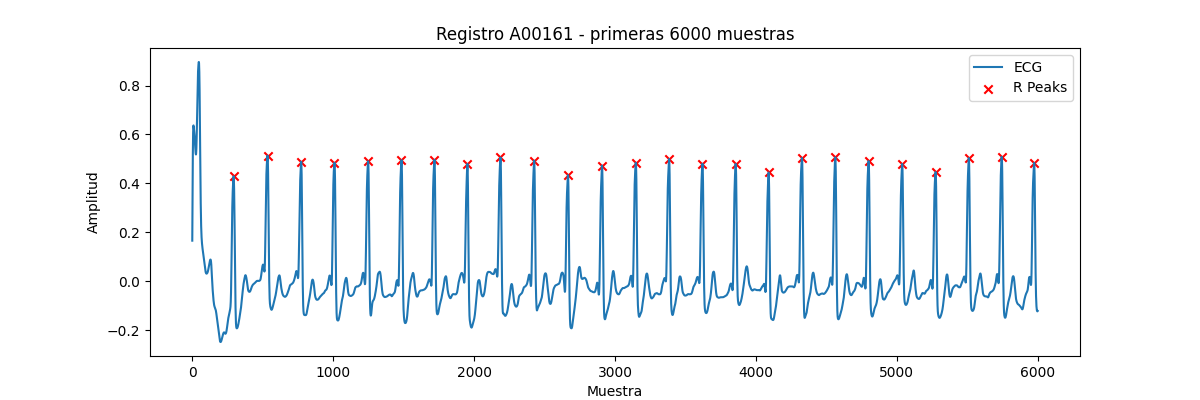 Registro A00161 - primeras 6000 muestras
ECG
R Peaks
Amplitud
0.8
0.6
0.4
0.2
0.0
−0.2
0 1000 2000 3000 4000 5000 6000
Muestra